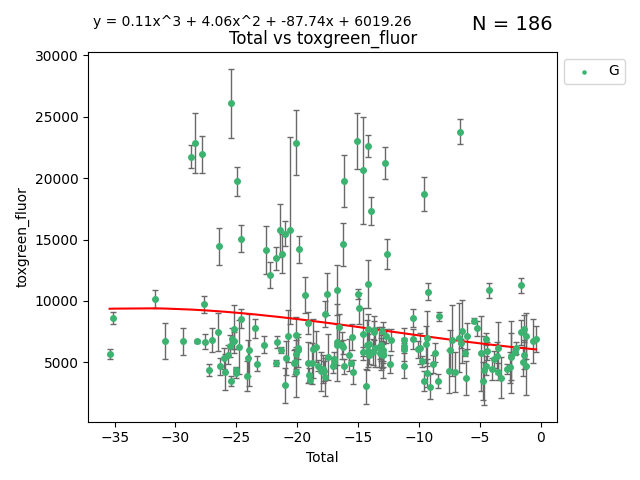 y = 0.11x^3 + 4.06x^2 + -87.74x + 6019.26
N = 186
Total vs toxgreen_fluor
G
30000
25000
20000
15000
10000
5000
toxgreen_fluor
−35 −30 −25 −20 −15 −10 −5 0
Total